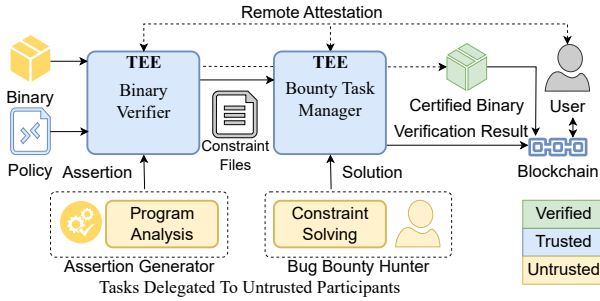 Remote Attestation
TEE
Binary
Verifier
TEE
Bounty Task
Manager
Binary
Policy
Constraint
Files
Certified Binary
User
Verification Result
Blockchain
Assertion
Solution
Program
Analysis
Constraint
Solving
Assertion Generator
Bug Bounty Hunter
Tasks Delegated To Untrusted Participants
Verified
Trusted
Untrusted